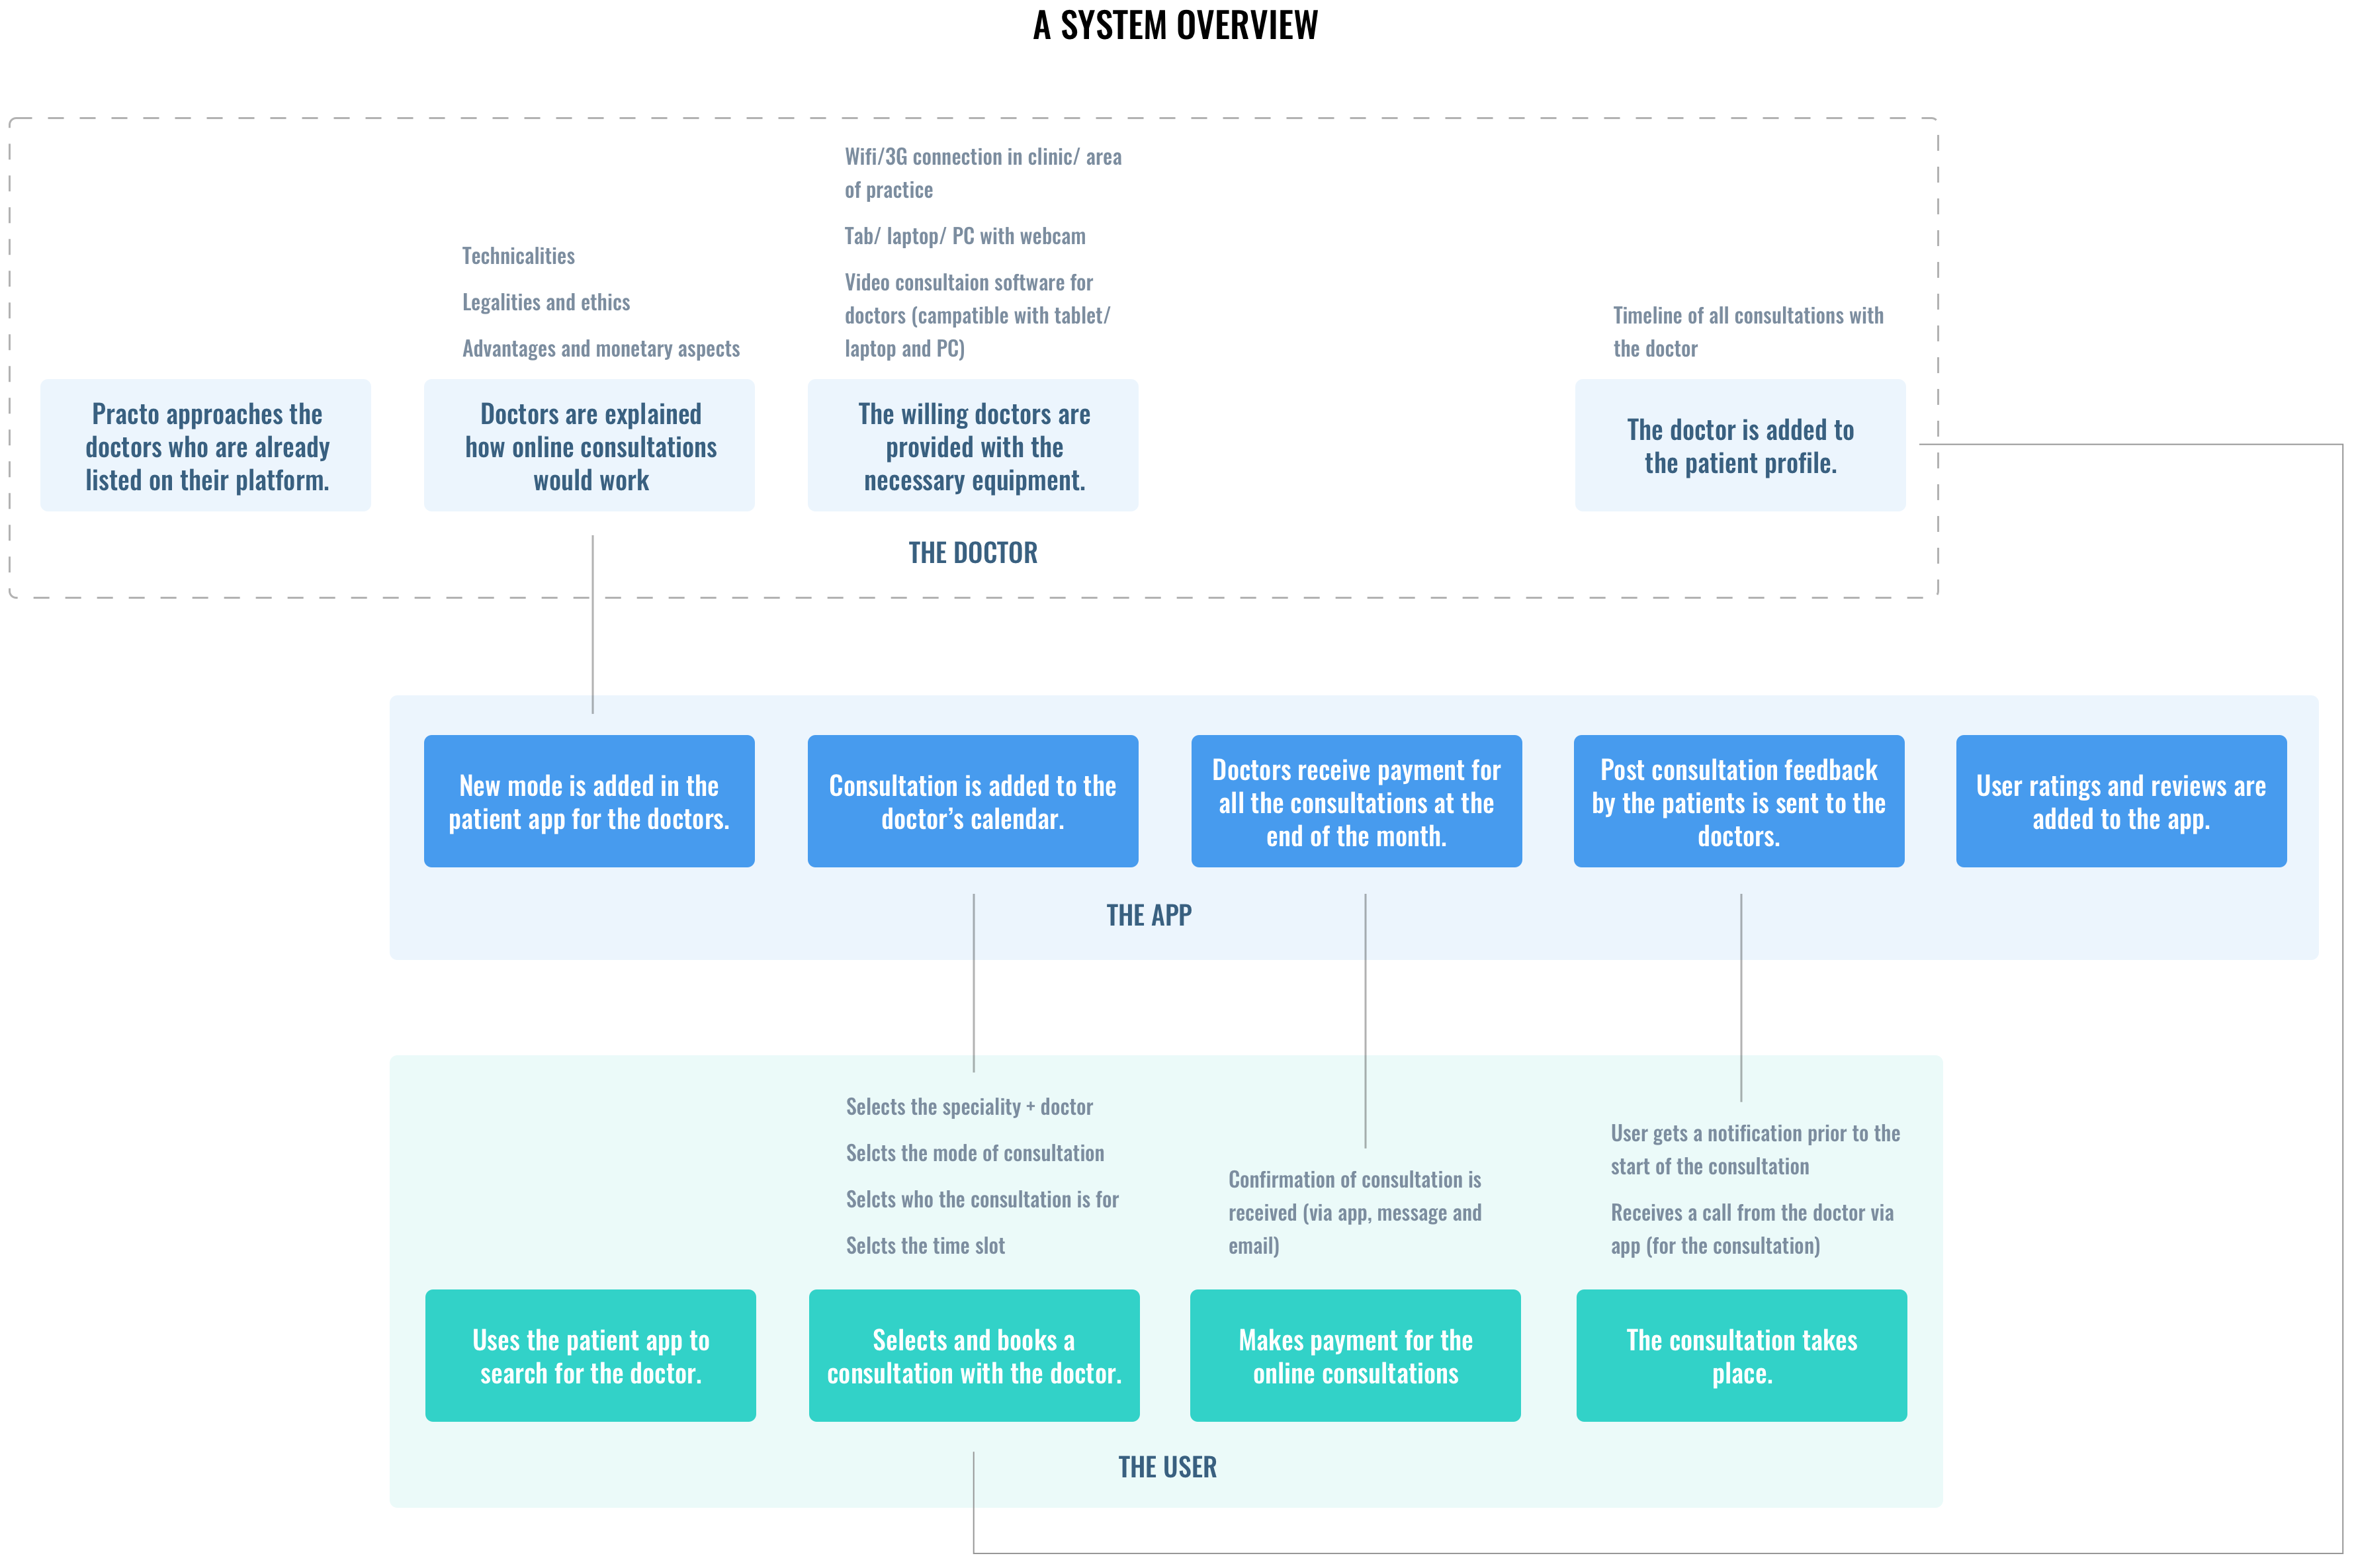 A SYSTEM OVERVIEW
Technicalities
Legalities and ethics
Advantages and monetary aspects
Wifi/3G connection in clinic/ area
of practice
Tab/ laptop/ PC with webcam
Video consultaion software for
doctors (campatible with tablet/
laptop and PC)
Timeline of all consultations with
the doctor
Practo approaches the
doctors who are already
listed on their platform.
Doctors are explained
how online consultations
would work
The willing doctors are
provided with the
necessary equipment.
The doctor is added to
the patient profile.
THE DOCTOR
New mode is added in the
patient app for the doctors.
Consultation is added to the
doctor’s calendar.
Doctors receive payment for
all the consultations at the
end of the month.
Post consultation feedback
by the patients is sent to the
doctors.
User ratings and reviews are
added to the app.
THE APP
Selects the speciality + doctor
Selcts the mode of consultation
Selcts who the consultation is for
Selcts the time slot
Confirmation of consultation is
received (via app, message and
email)
User gets a notification prior to the
start of the consultation
Receives a call from the doctor via
app (for the consultation)
Uses the patient app to
search for the doctor.
Selects and books a
consultation with the doctor.
Makes payment for the
online consultations
The consultation takes
place.
THE USER